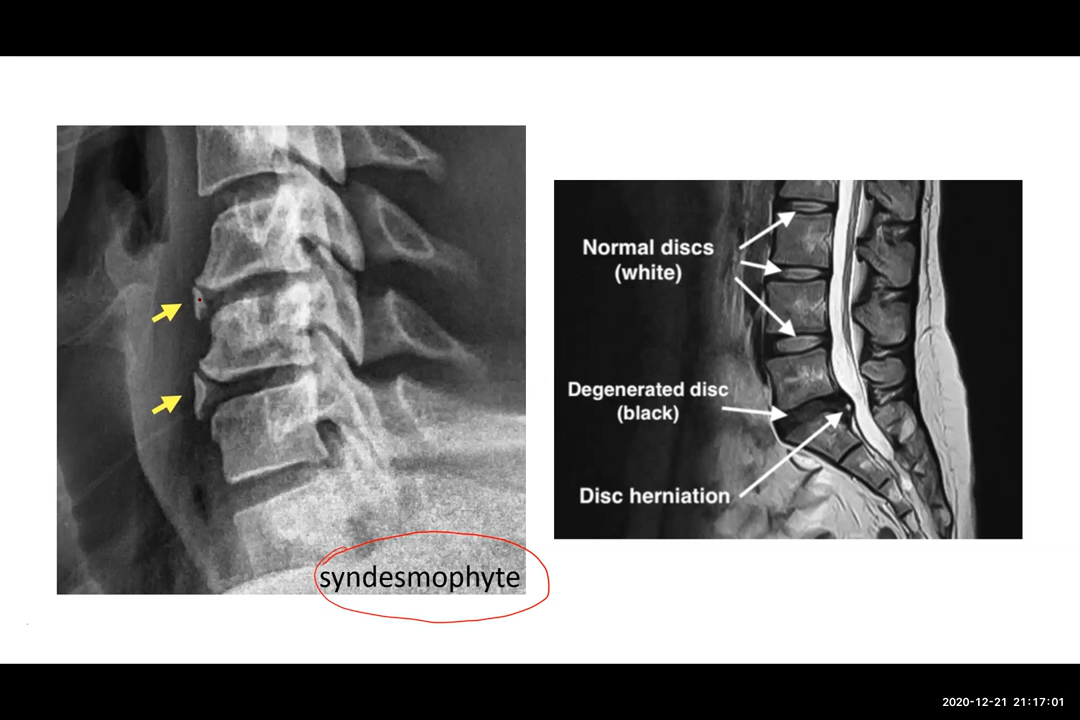 Normal discs
(white)
Degenerated disc
(black)
Disc herniation
syndesmophyte
2020-12-21 21:17:01